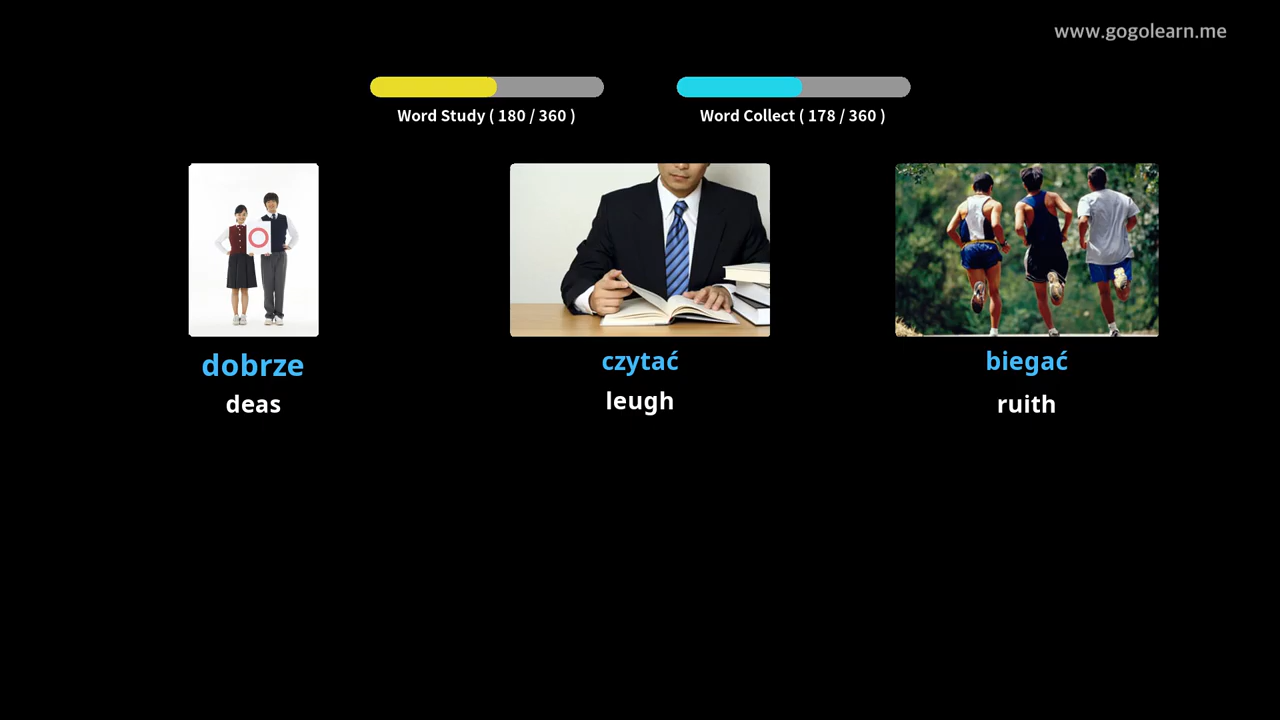 www.gogolearn.me
Word Study ( 180 / 360 )
Word Collect ( 178 / 360 )
dobrze
deas
czytać
leugh
biegać
ruith